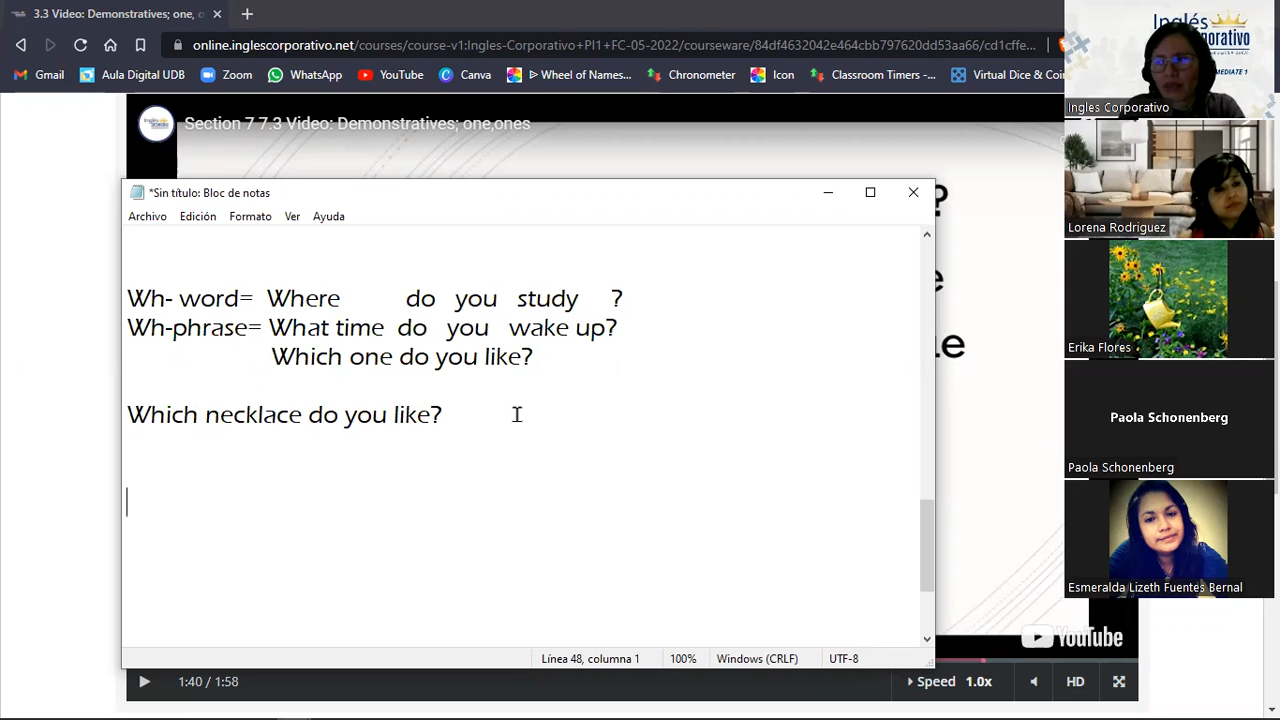 3.3 Video: Demonstratives; one, o
online.inglescorporativo.net/courses/course-v1:Ingles-Corporativo+PI1+FC-05-2022/courseware/84df4632042e464cbb797620dd53aa66/cd1cffe...
Gmail Aula Digital UDB Zoom WhatsApp YouTube Canva ᐅ Wheel of Names... Chronometer Icon Classroom Timers -... Virtual Dice & Coi
Section 7 7.3 Video: Demonstratives; one,ones
*Sin título: Bloc de notas
Archivo Edición Formato Ver Ayuda
Wh- word= Where do you study ?
Wh-phrase= What time do you wake up?
Which one do you like?
Which necklace do you like?
Línea 48, columna 1 100% Windows (CRLF) UTF-8
YouTube
1:40 / 1:58 Speed 1.0x HD
Inglés
Ingles Corporativo
Lorena Rodriguez
Erika Flores
Paola Schonenberg
Paola Schonenberg
Esmeralda Lizeth Fuentes Bernal